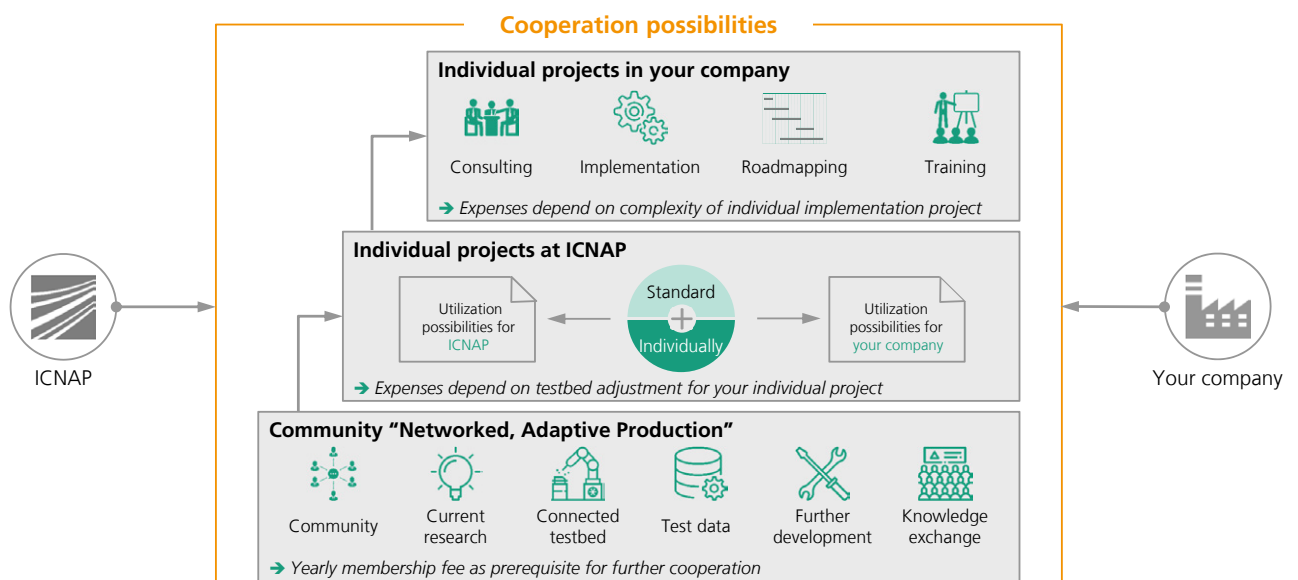 Cooperation possibilities
Individual projects in your company
Consulting
Implementation
Roadmapping
Training
➔ Expenses depend on complexity of individual implementation project
Individual projects at ICNAP
Utilization
possibilities for
ICNAP
Standard
Individually
Utilization
possibilities for
your company
➔ Expenses depend on testbed adjustment for your individual project
ICNAP
Your company
Community “Networked, Adaptive Production”
Community
Current
research
Connected
testbed
Test data
Further
development
Knowledge
exchange
➔ Yearly membership fee as prerequisite for further cooperation